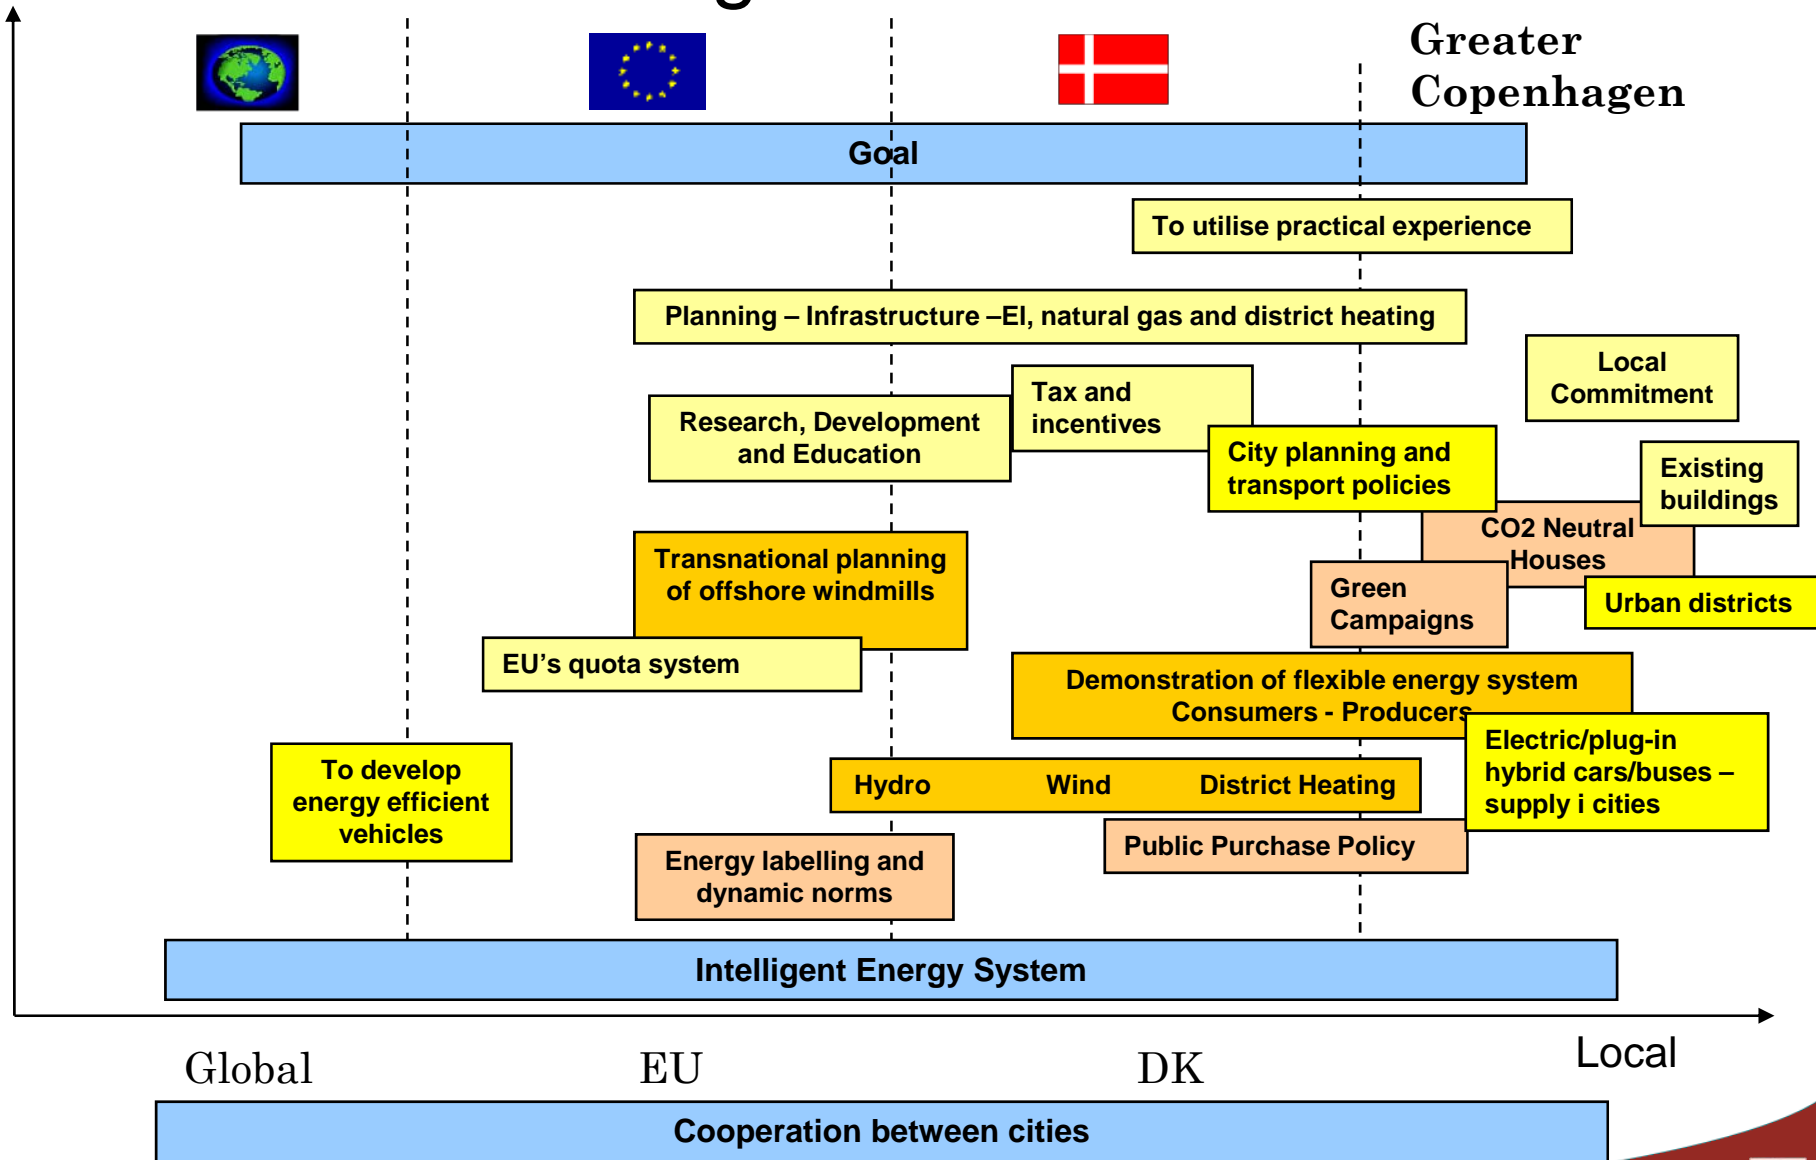 Greater
Copenhagen
Goal
To utilise practical experience
Planning – Infrastructure –El, natural gas and district heating
Local
Commitment
Tax and
incentives
Research, Development
and Education
City planning and
transport policies
Existing
buildings
CO2 Neutral
Houses
Transnational planning
of offshore windmills
Green
Campaigns
Urban districts
EU's quota system
Demonstration of flexible energy system
Consumers - Producers
Electric/plug-in
hybrid cars/buses –
supply i cities
To develop
energy efficient
vehicles
Hydro Wind District Heating
Public Purchase Policy
Energy labelling and
dynamic norms
Intelligent Energy System
Global EU DK Local
Cooperation between cities